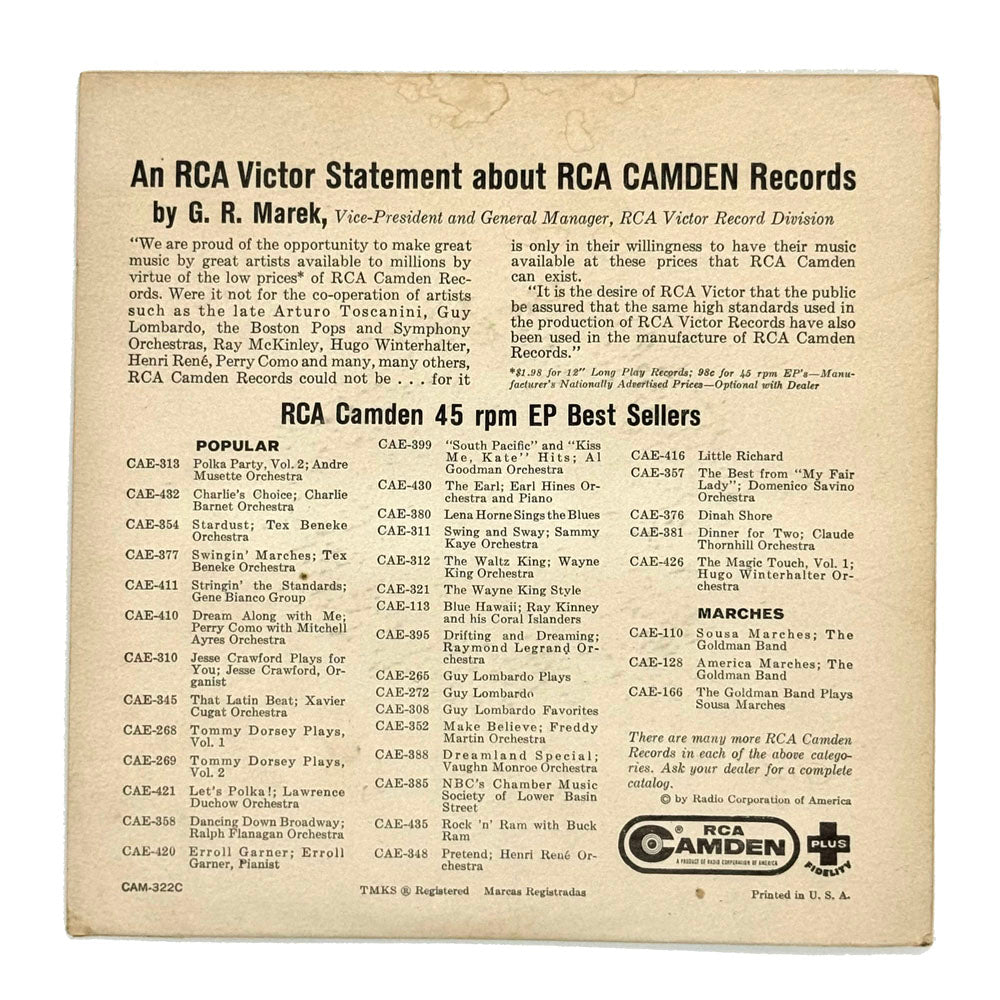 An RCA Victor Statement about RCA CAMDEN Records
by G. R. Marek, Vice-President and General Manager, RCA Victor Record Division
"We are proud of the opportunity to make great
music by great artists available to millions by
virtue of the low prices* of RCA Camden Rec-
ords. Were it not for the co-operation of artists
such as the late Arturo Toscanini, Guy
Lombardo, the Boston Pops and Symphony
Orchestras, Ray McKinley, Hugo Winterhalter,
Henri René, Perry Como and many, many others,
RCA Camden Records could not be . . . for it
is only in their willingness to have their music
available at these prices that RCA Camden
can exist.
"It is the desire of RCA Victor that the public
be assured that the same high standards used in
the production of RCA Victor Records have also
been used in the manufacture of RCA Camden
Records."
*$1.98 for 12" Long Play Records; 98c for 45 rpm EP's—Manu-
facturer's Nationally Advertised Prices—Optional with Dealer
RCA Camden 45 rpm EP Best Sellers
POPULAR
CAE-313 Polka Party, Vol. 2; Andre
Musette Orchestra
CAE-432 Charlie's Choice; Charlie
Barnet Orchestra
CAE-354 Stardust; Tex Beneke
Orchestra
CAE-377 Swingin' Marches; Tex
Beneke Orchestra
CAE-411 Stringin' the Standards;
Gene Bianco Group
CAE-410 Dream Along with Me;
Perry Como with Mitchell
Ayres Orchestra
CAE-310 Jesse Crawford Plays for
You; Jesse Crawford, Or-
ganist
CAE-345 That Latin Beat; Xavier
Cugat Orchestra
CAE-268 Tommy Dorsey Plays,
Vol. 1
CAE-269 Tommy Dorsey Plays,
Vol. 2
CAE-421 Let's Polka!; Lawrence
Duchow Orchestra
CAE-358 Dancing Down Broadway;
Ralph Flanagan Orchestra
CAE-420 Erroll Garner; Erroll
Garner, Pianist
CAE-399 "South Pacific" and "Kiss
Me, Kate" Hits; Al
Goodman Orchestra
CAE-430 The Earl; Earl Hines Or-
chestra and Piano
CAE-380 Lena Horne Sings the Blues
CAE-311 Swing and Sway; Sammy
Kaye Orchestra
CAE-312 The Waltz King; Wayne
King Orchestra
CAE-321 The Wayne King Style
CAE-113 Blue Hawaii; Ray Kinney
and his Coral Islanders
CAE-395 Drifting and Dreaming;
Raymond Legrand Or-
chestra
CAE-265 Guy Lombardo Plays
CAE-272 Guy Lombardo
CAE-308 Guy Lombardo Favorites
CAE-352 Make Believe; Freddy
Martin Orchestra
CAE-388 Dreamland Special;
Vaughn Monroe Orchestra
CAE-385 NBC's Chamber Music
Society of Lower Basin
Street
CAE-435 Rock 'n' Ram with Buck
Ram
CAE-348 Pretend; Henri René Or-
chestra
CAE-416 Little Richard
CAE-357 The Best from "My Fair
Lady"; Domenico Savino
Orchestra
CAE-376 Dinah Shore
CAE-381 Dinner for Two; Claude
Thornhill Orchestra
CAE-426 The Magic Touch, Vol. 1;
Hugo Winterhalter Or-
chestra
MARCHES
CAE-110 Sousa Marches; The
Goldman Band
CAE-128 America Marches; The
Goldman Band
CAE-166 The Goldman Band Plays
Sousa Marches
There are many more RCA Camden
Records in each of the above catego-
ries. Ask your dealer for a complete
catalog.
© by Radio Corporation of America
® RCA
CAMDEN
A PRODUCT OF RADIO CORPORATION OF AMERICA
PLUS
FIDELITY
CAM-322C
TMKS ® Registered Marcas Registradas
Printed in U. S. A.